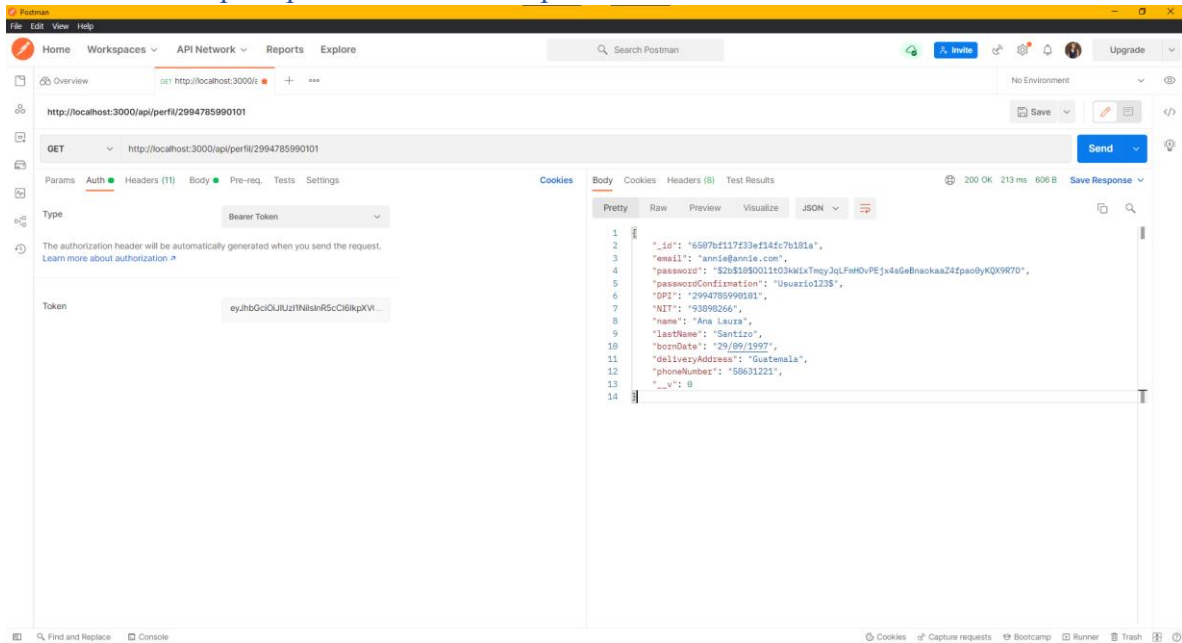 Postman
File Edit View Help
Home Workspaces API Network Reports Explore
Search Postman
Invite
Upgrade
Overview
GET http://localhost:3000/a
No Environment
http://localhost:3000/api/perfil/2994785990101
Save
GET http://localhost:3000/api/perfil/2994785990101
Send
Params Auth Headers (11) Body Pre-req. Tests Settings
Cookies
Body Cookies Headers (8) Test Results
200 OK 213 ms 606 B Save Response
Type
Bearer Token
The authorization header will be automatically generated when you send the request.
Learn more about authorization
Token
Pretty Raw Preview Visualize JSON
1 {
2 "_id": "6507bf117f33ef14fc7b181a",
3 "email": "annie@annie.com",
4 "password":
5 "passwordConfirmation": "Usuario123$",
6 "DPI": "2994785990101",
7 "NIT": "93898266",
8 "name": "Ana Laura",
9 "lastName": "Santizo",
10 "bornDate": "29/09/1997",
11 "deliveryAddress": "Guatemala",
12 "phoneNumber": "58631221",
13 "__v": 0
14 }
Find and Replace Console
Cookies Capture requests Bootcamp Runner Trash